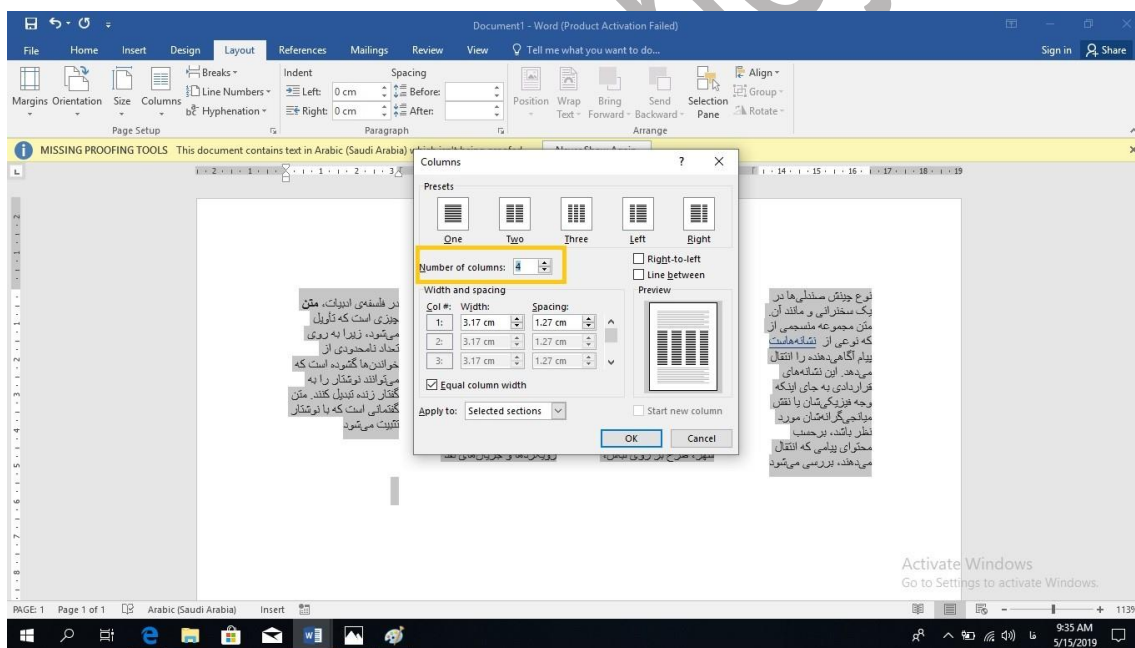 Document1 - Word (Product Activation Failed)
File Home Insert Design Layout References Mailings Review View Tell me what you want to do... Sign in Share
Margins Orientation Size Columns
Breaks
Line Numbers
Hyphenation
Page Setup
Indent Spacing
Left: 0 cm Before:
Right: 0 cm After:
Paragraph
Position Wrap Text Bring Forward Send Backward Selection Pane
Align
Group
Rotate
Arrange
MISSING PROOFING TOOLS This document contains text in Arabic (Saudi Arabia)
Columns ? X
Presets
One Two Three Left Right
Number of columns: 4
Right-to-left
Line between
Width and spacing
Preview
Col #: Width: Spacing:
1: 3.17 cm 1.27 cm
2: 3.17 cm 1.27 cm
3: 3.17 cm 1.27 cm
Equal column width
Apply to: Selected sections
Start new column
OK Cancel
نوع چینش صندلی‌ها در
یک سخنرانی و مانند آن.
متن مجموعه منسجمی از
که نوعی از نشانه‌هاست
پیام آگاهی‌دهنده را انتقال
می‌دهد. این نشانه‌های
قراردادی به جای اینکه
وجه فیزیکی‌شان یا نقش
میانجی‌گرانه‌شان مورد
نظر باشد، برحسب
محتوای پیامی که انتقال
می‌دهند، بررسی می‌شود
شهر، طرح بر روی لباس،
رویکردها و جریان‌های نقد
در فلسفه‌ی ادبیات، متن
چیزی است که تأویل
می‌شود، زیرا به روی
تعداد نامحدودی از
خواندن‌ها گشوده است که
می‌توانند نوشتار را به
گفتار زنده تبدیل کنند. متن
گفتمانی است که با نوشتار
تثبیت می‌شود
Activate Windows
Go to Settings to activate Windows.
PAGE: 1 Page 1 of 1 Arabic (Saudi Arabia) Insert
1139
9:35 AM
5/15/2019